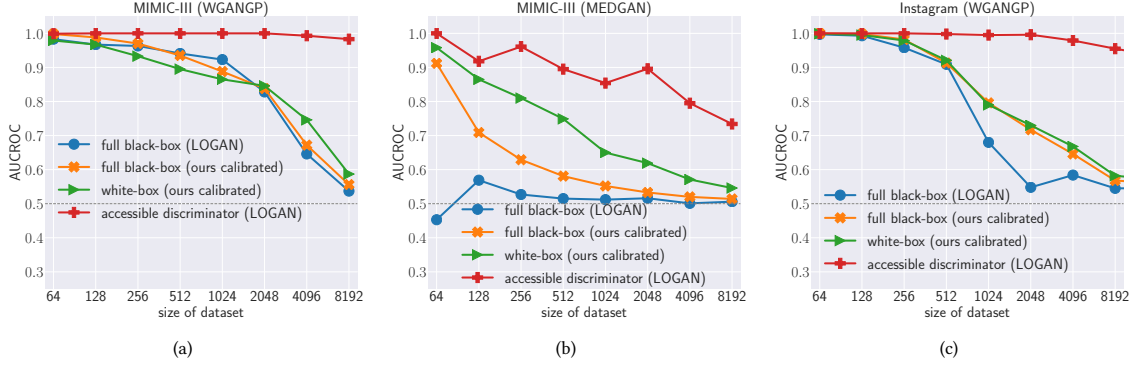 MIMIC-III (WGANGP)
1.0
0.9
0.8
0.7
0.6
0.5
0.4
0.3
AUCROC
full black-box (LOGAN)
full black-box (ours calibrated)
white-box (ours calibrated)
accessible discriminator (LOGAN)
64 128 256 512 1024 2048 4096 8192
size of dataset
(a)
MIMIC-III (MEDGAN)
1.0
0.9
0.8
0.7
0.6
0.5
0.4
0.3
AUCROC
full black-box (LOGAN)
full black-box (ours calibrated)
white-box (ours calibrated)
accessible discriminator (LOGAN)
64 128 256 512 1024 2048 4096 8192
size of dataset
(b)
Instagram (WGANGP)
1.0
0.9
0.8
0.7
0.6
0.5
0.4
0.3
AUCROC
full black-box (LOGAN)
full black-box (ours calibrated)
white-box (ours calibrated)
accessible discriminator (LOGAN)
64 128 256 512 1024 2048 4096 8192
size of dataset
(c)